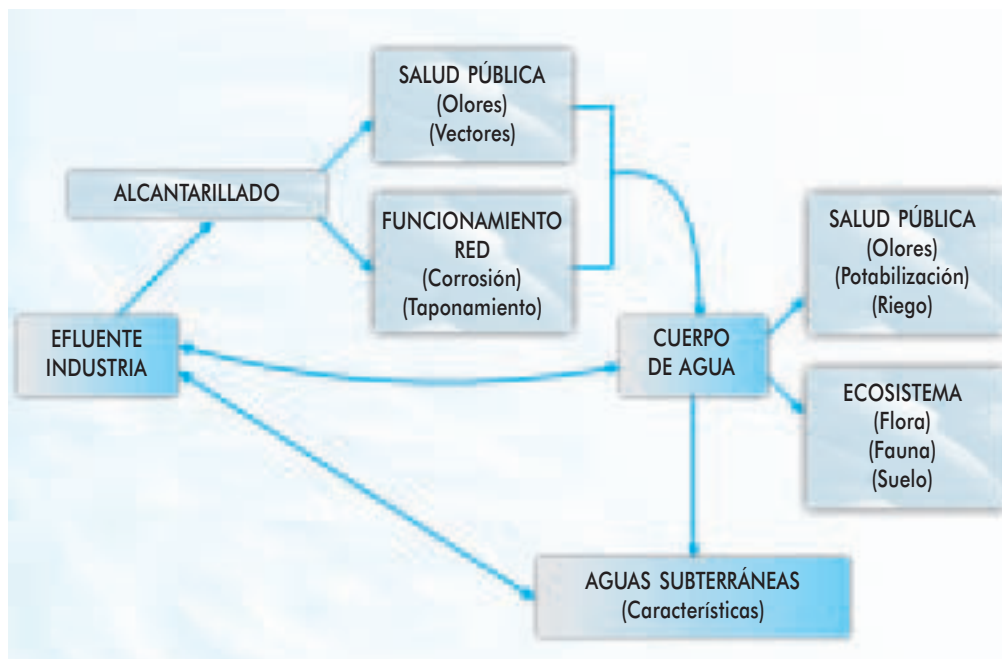 SALUD PÚBLICA
(Olores)
(Vectores)
ALCANTARILLADO
FUNCIONAMIENTO
RED
(Corrosión)
(Taponamiento)
SALUD PÚBLICA
(Olores)
(Potabilización)
(Riego)
EFLUENTE
INDUSTRIA
CUERPO
DE AGUA
ECOSISTEMA
(Flora)
(Fauna)
(Suelo)
AGUAS SUBTERRÁNEAS
(Características)